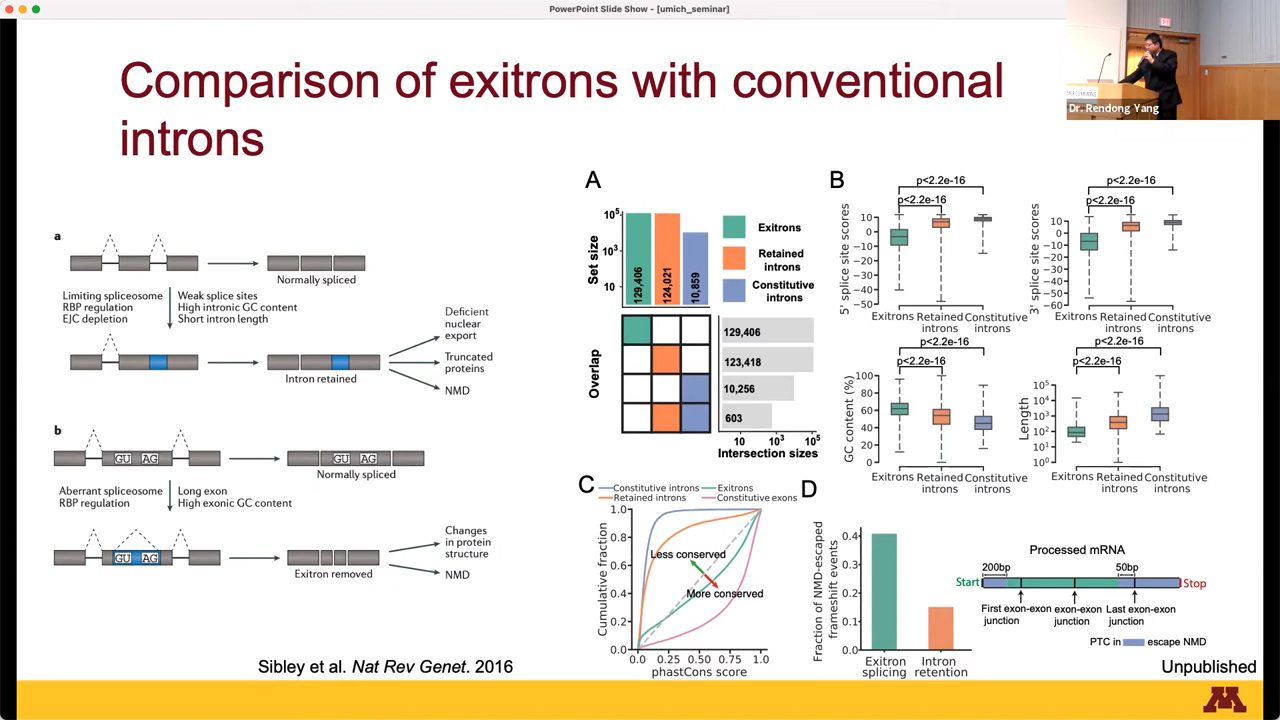 PowerPoint Slide Show - [umich_seminar]
Dr. Rendong Yang
Comparison of exitrons with conventional
introns
a
Normally spliced
Limiting spliceosome
RBP regulation
EJC depletion
Weak splice sites
High intronic GC content
Short intron length
Intron retained
Deficient
nuclear
export
Truncated
proteins
NMD
b
GU AG
GU AG
Normally spliced
Aberrant spliceosome
RBP regulation
Long exon
High exonic GC content
GU AG
Exitron removed
Changes
in protein
structure
NMD
Sibley et al. Nat Rev Genet. 2016
A
Set size
10⁵
10³
10
129,406
124,021
10,859
Exitrons
Retained
introns
Constitutive
introns
Overlap
129,406
123,418
10,256
603
10 10³ 10⁵
Intersection sizes
B
p<2.2e-16
p<2.2e-16
5' splice site scores
10
0
−10
−20
−30
−40
−50
Exitrons Retained Constitutive
introns introns
p<2.2e-16
p<2.2e-16
3' splice site scores
10
0
−10
−20
−30
−40
−50
−60
Exitrons Retained Constitutive
introns introns
p<2.2e-16
p<2.2e-16
GC content (%)
100
80
60
40
20
0
Exitrons Retained Constitutive
introns introns
p<2.2e-16
p<2.2e-16
Length
10⁵
10⁴
10³
10²
10¹
10⁰
Exitrons Retained Constitutive
introns introns
C
Constitutive introns Exitrons
Retained introns Constitutive exons
Cumulative fraction
1.0
0.8
0.6
0.4
0.2
0.0
Less conserved
More conserved
0.0 0.25 0.50 0.75 1.0
phastCons score
D
Fraction of NMD-escaped
frameshift events
0.4
0.3
0.2
0.1
0.0
Exitron
splicing
Intron
retention
Processed mRNA
200bp
50bp
Start
Stop
First exon-exon
junction
exon-exon
junction
Last exon-exon
junction
PTC in escape NMD
Unpublished
M